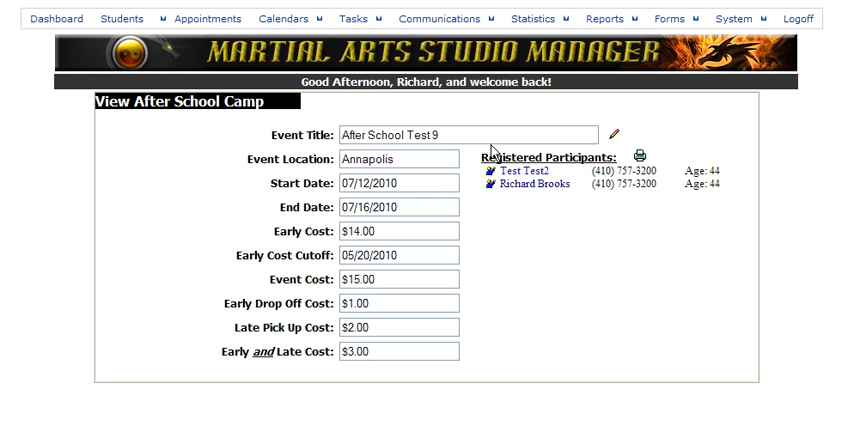 Dashboard Students Appointments Calendars Tasks Communications Statistics Reports Forms System Logoff
MARTIAL ARTS STUDIO MANAGER
Good Afternoon, Richard, and welcome back!
View After School Camp
Event Title: After School Test 9
Event Location: Annapolis
Start Date: 07/12/2010
End Date: 07/16/2010
Early Cost: $14.00
Early Cost Cutoff: 05/20/2010
Event Cost: $15.00
Early Drop Off Cost: $1.00
Late Pick Up Cost: $2.00
Early and Late Cost: $3.00
Registered Participants:
Test Test2 (410) 757-3200 Age: 44
Richard Brooks (410) 757-3200 Age: 44